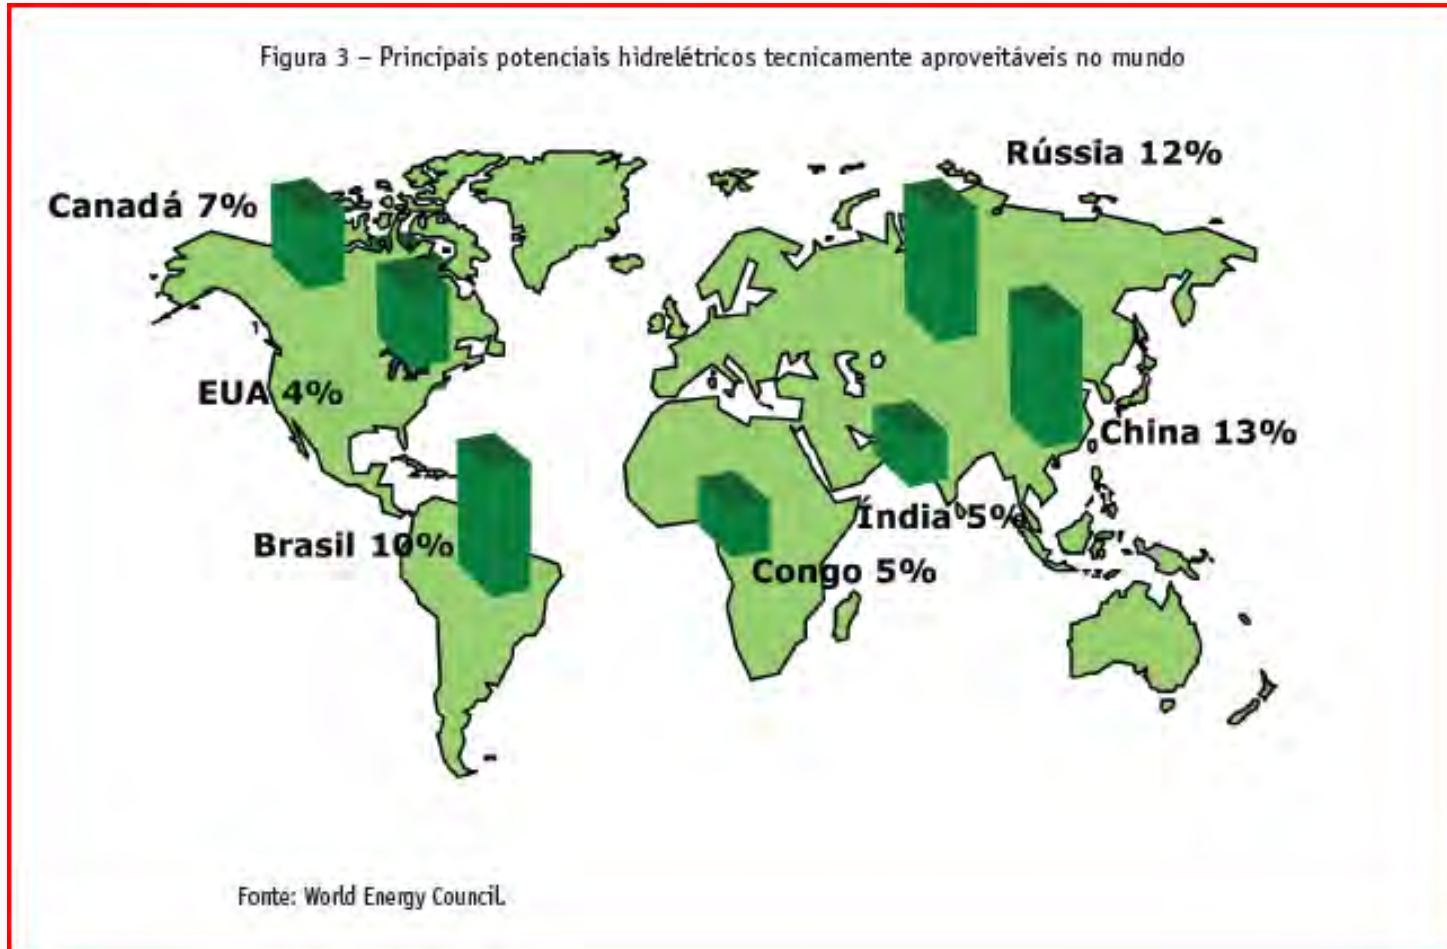 Figura 3 – Principais potenciais hidrelétricos tecnicamente aproveitáveis no mundo
Rússia 12%
Canadá 7%
EUA 4%
China 13%
Índia 5%
Brasil 10%
Congo 5%
Fonte: World Energy Council.